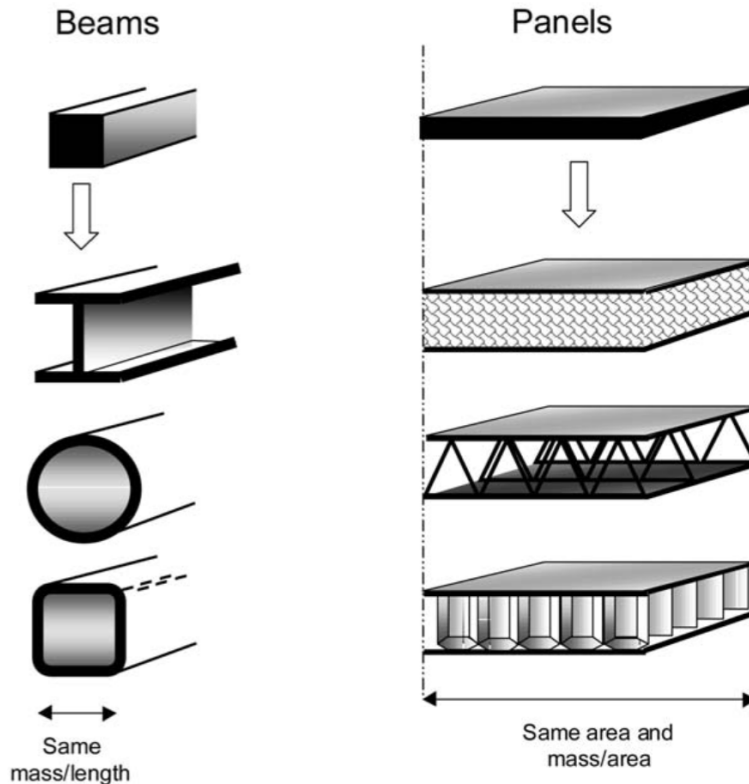 Beams
Panels
Same
mass/length
Same area and
mass/area